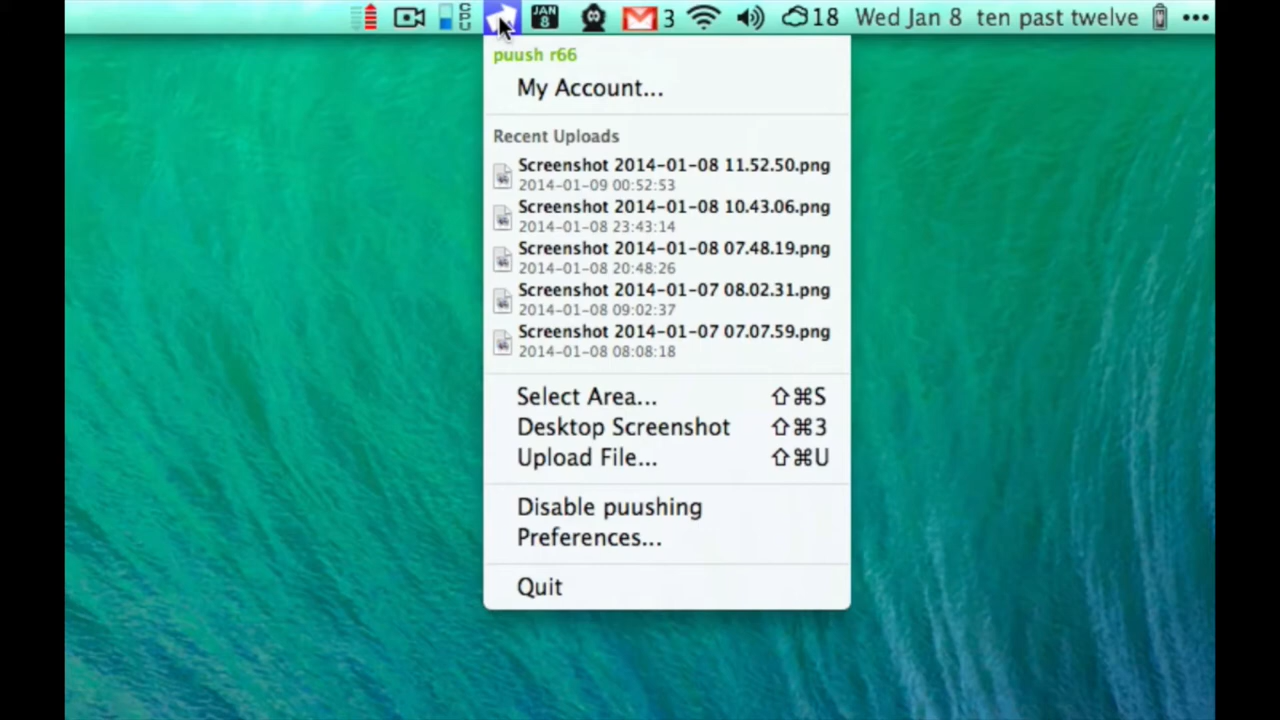 CPU
JAN 8
3
18
Wed Jan 8 ten past twelve
puush r66
My Account...
Recent Uploads
Screenshot 2014-01-08 11.52.50.png
2014-01-09 00:52:53
Screenshot 2014-01-08 10.43.06.png
2014-01-08 23:43:14
Screenshot 2014-01-08 07.48.19.png
2014-01-08 20:48:26
Screenshot 2014-01-07 08.02.31.png
2014-01-08 09:02:37
Screenshot 2014-01-07 07.07.59.png
2014-01-08 08:08:18
Select Area... ⇧⌘S
Desktop Screenshot ⇧⌘3
Upload File... ⇧⌘U
Disable puushing
Preferences...
Quit